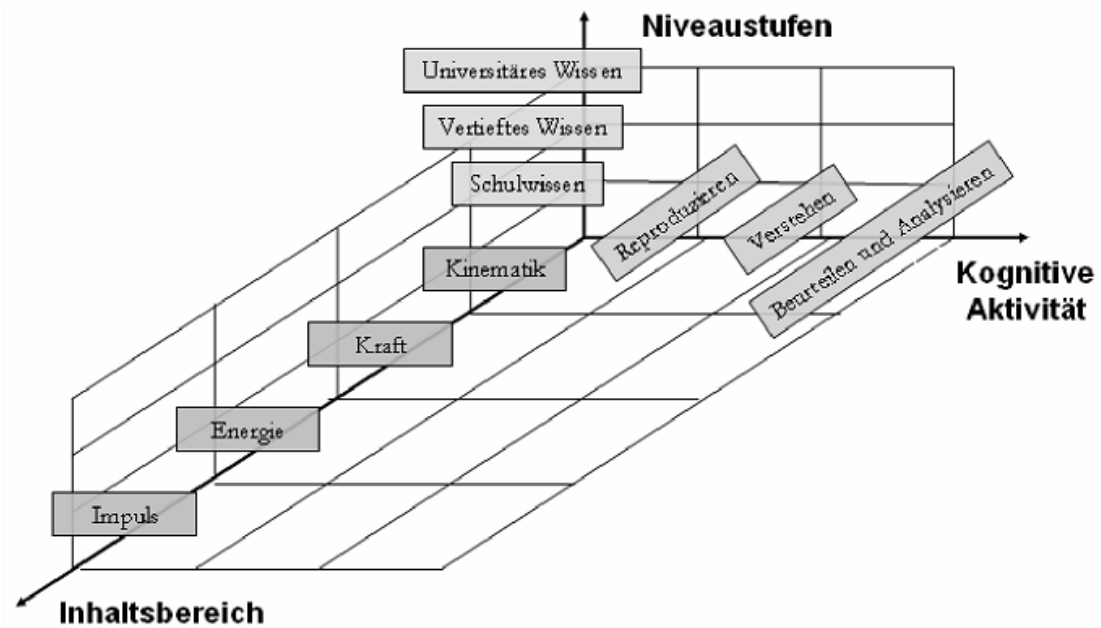 Niveaustufen
Universitäres Wissen
Vertieftes Wissen
Schulwissen
Reproduzieren
Verstehen
Beurteilen und Analysieren
Kinematik
Kognitive
Aktivität
Kraft
Energie
Impuls
Inhaltsbereich